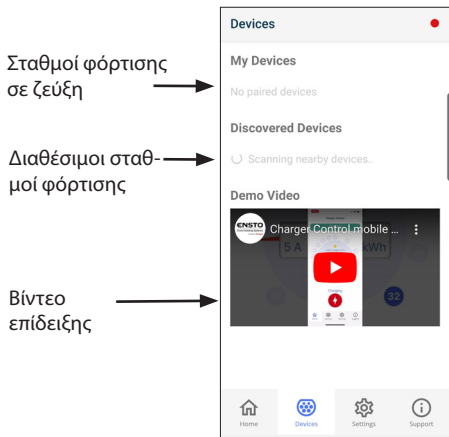 Devices
My Devices
Σταθμοί φόρτισης
σε ζεύξη
No paired devices
Discovered Devices
Διαθέσιμοι σταθ-
μοί φόρτισης
Scanning nearby devices..
Demo Video
ENSTO
Charger Control mobile ...
5 A
kWh
Charging
32
Βίντεο
επίδειξης
Home
Devices
Settings
Support